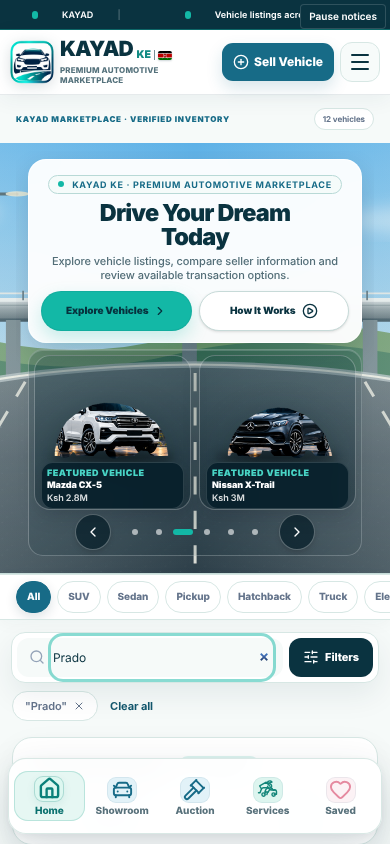 KAYAD
Vehicle listings acr
Pause notices
KAYAD KE
PREMIUM AUTOMOTIVE
MARKETPLACE
Sell Vehicle
KAYAD MARKETPLACE · VERIFIED INVENTORY
12 vehicles
KAYAD KE · PREMIUM AUTOMOTIVE MARKETPLACE
Drive Your Dream
Today
Explore vehicle listings, compare seller information and
review available transaction options.
Explore Vehicles
How It Works
FEATURED VEHICLE
Mazda CX-5
Ksh 2.8M
FEATURED VEHICLE
Nissan X-Trail
Ksh 3M
All
SUV
Sedan
Pickup
Hatchback
Truck
Ele
Prado
Filters
"Prado"
Clear all
Home
Showroom
Auction
Services
Saved